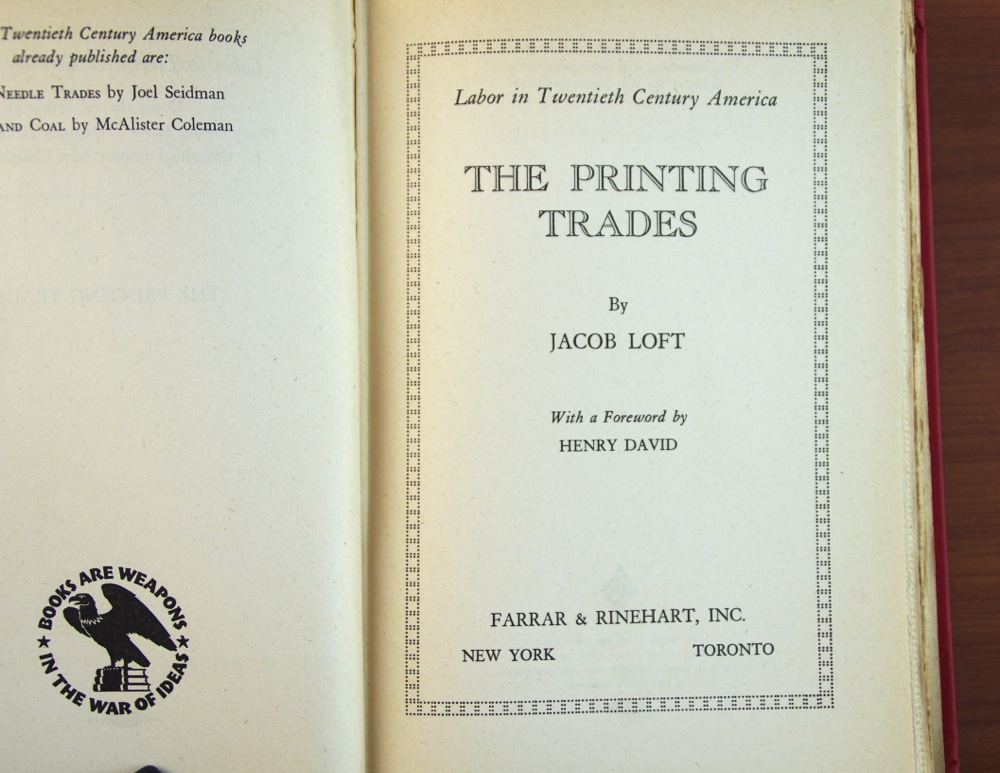 Twentieth Century America books
already published are:
NEEDLE TRADES by Joel Seidman
AND COAL by McAlister Coleman
BOOKS ARE WEAPONS
IN THE WAR OF IDEAS
Labor in Twentieth Century America
THE PRINTING
TRADES
By
JACOB LOFT
With a Foreword by
HENRY DAVID
FARRAR & RINEHART, INC.
NEW YORK TORONTO